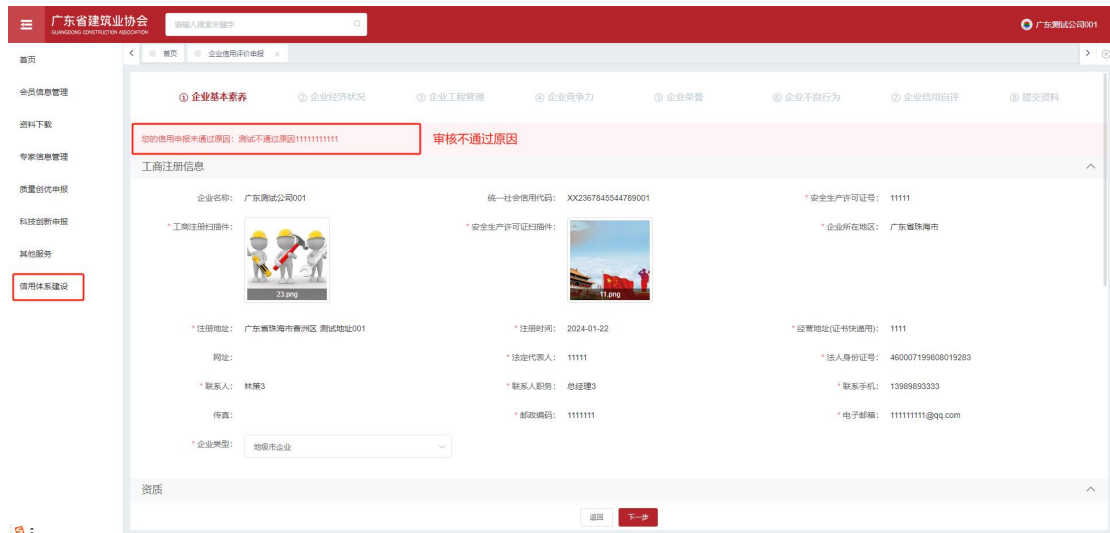 广东省建筑业协会
GUANGDONG CONSTRUCTION ASSOCIATION
请输入搜索关键字
广东测试公司001
首页
会员信息管理
资料下载
专家信息管理
质量创优申报
科技创新申报
其他服务
信用体系建设
首页 企业信用评价申报 ×
① 企业基本素养 ② 企业经济状况 ③ 企业工程管理 ④ 企业竞争力 ⑤ 企业荣誉 ⑥ 企业不良行为 ⑦ 企业信用自评 ⑧ 提交资料
您的信用申报未通过原因: 测试不通过原因11111111111 审核不通过原因
工商注册信息
企业名称: 广东测试公司001 统一社会信用代码: XX2367845544789001 *安全生产许可证号: 11111
*工商注册扫描件: *安全生产许可证扫描件: *企业所在地区: 广东省珠海市
23.png 11.png
*注册地址: 广东省珠海市香洲区 测试地址001 *注册时间: 2024-01-22 *经营地址(证书快递用): 1111
网址: *法定代表人: 11111 *法人身份证号: 460007199808019283
*联系人: 林第3 *联系人职务: 总经理3 *联系手机: 13989893333
传真: *邮政编码: 1111111 *电子邮箱: 111111111@qq.com
*企业类型: 地级市企业
资质
返回 下一步